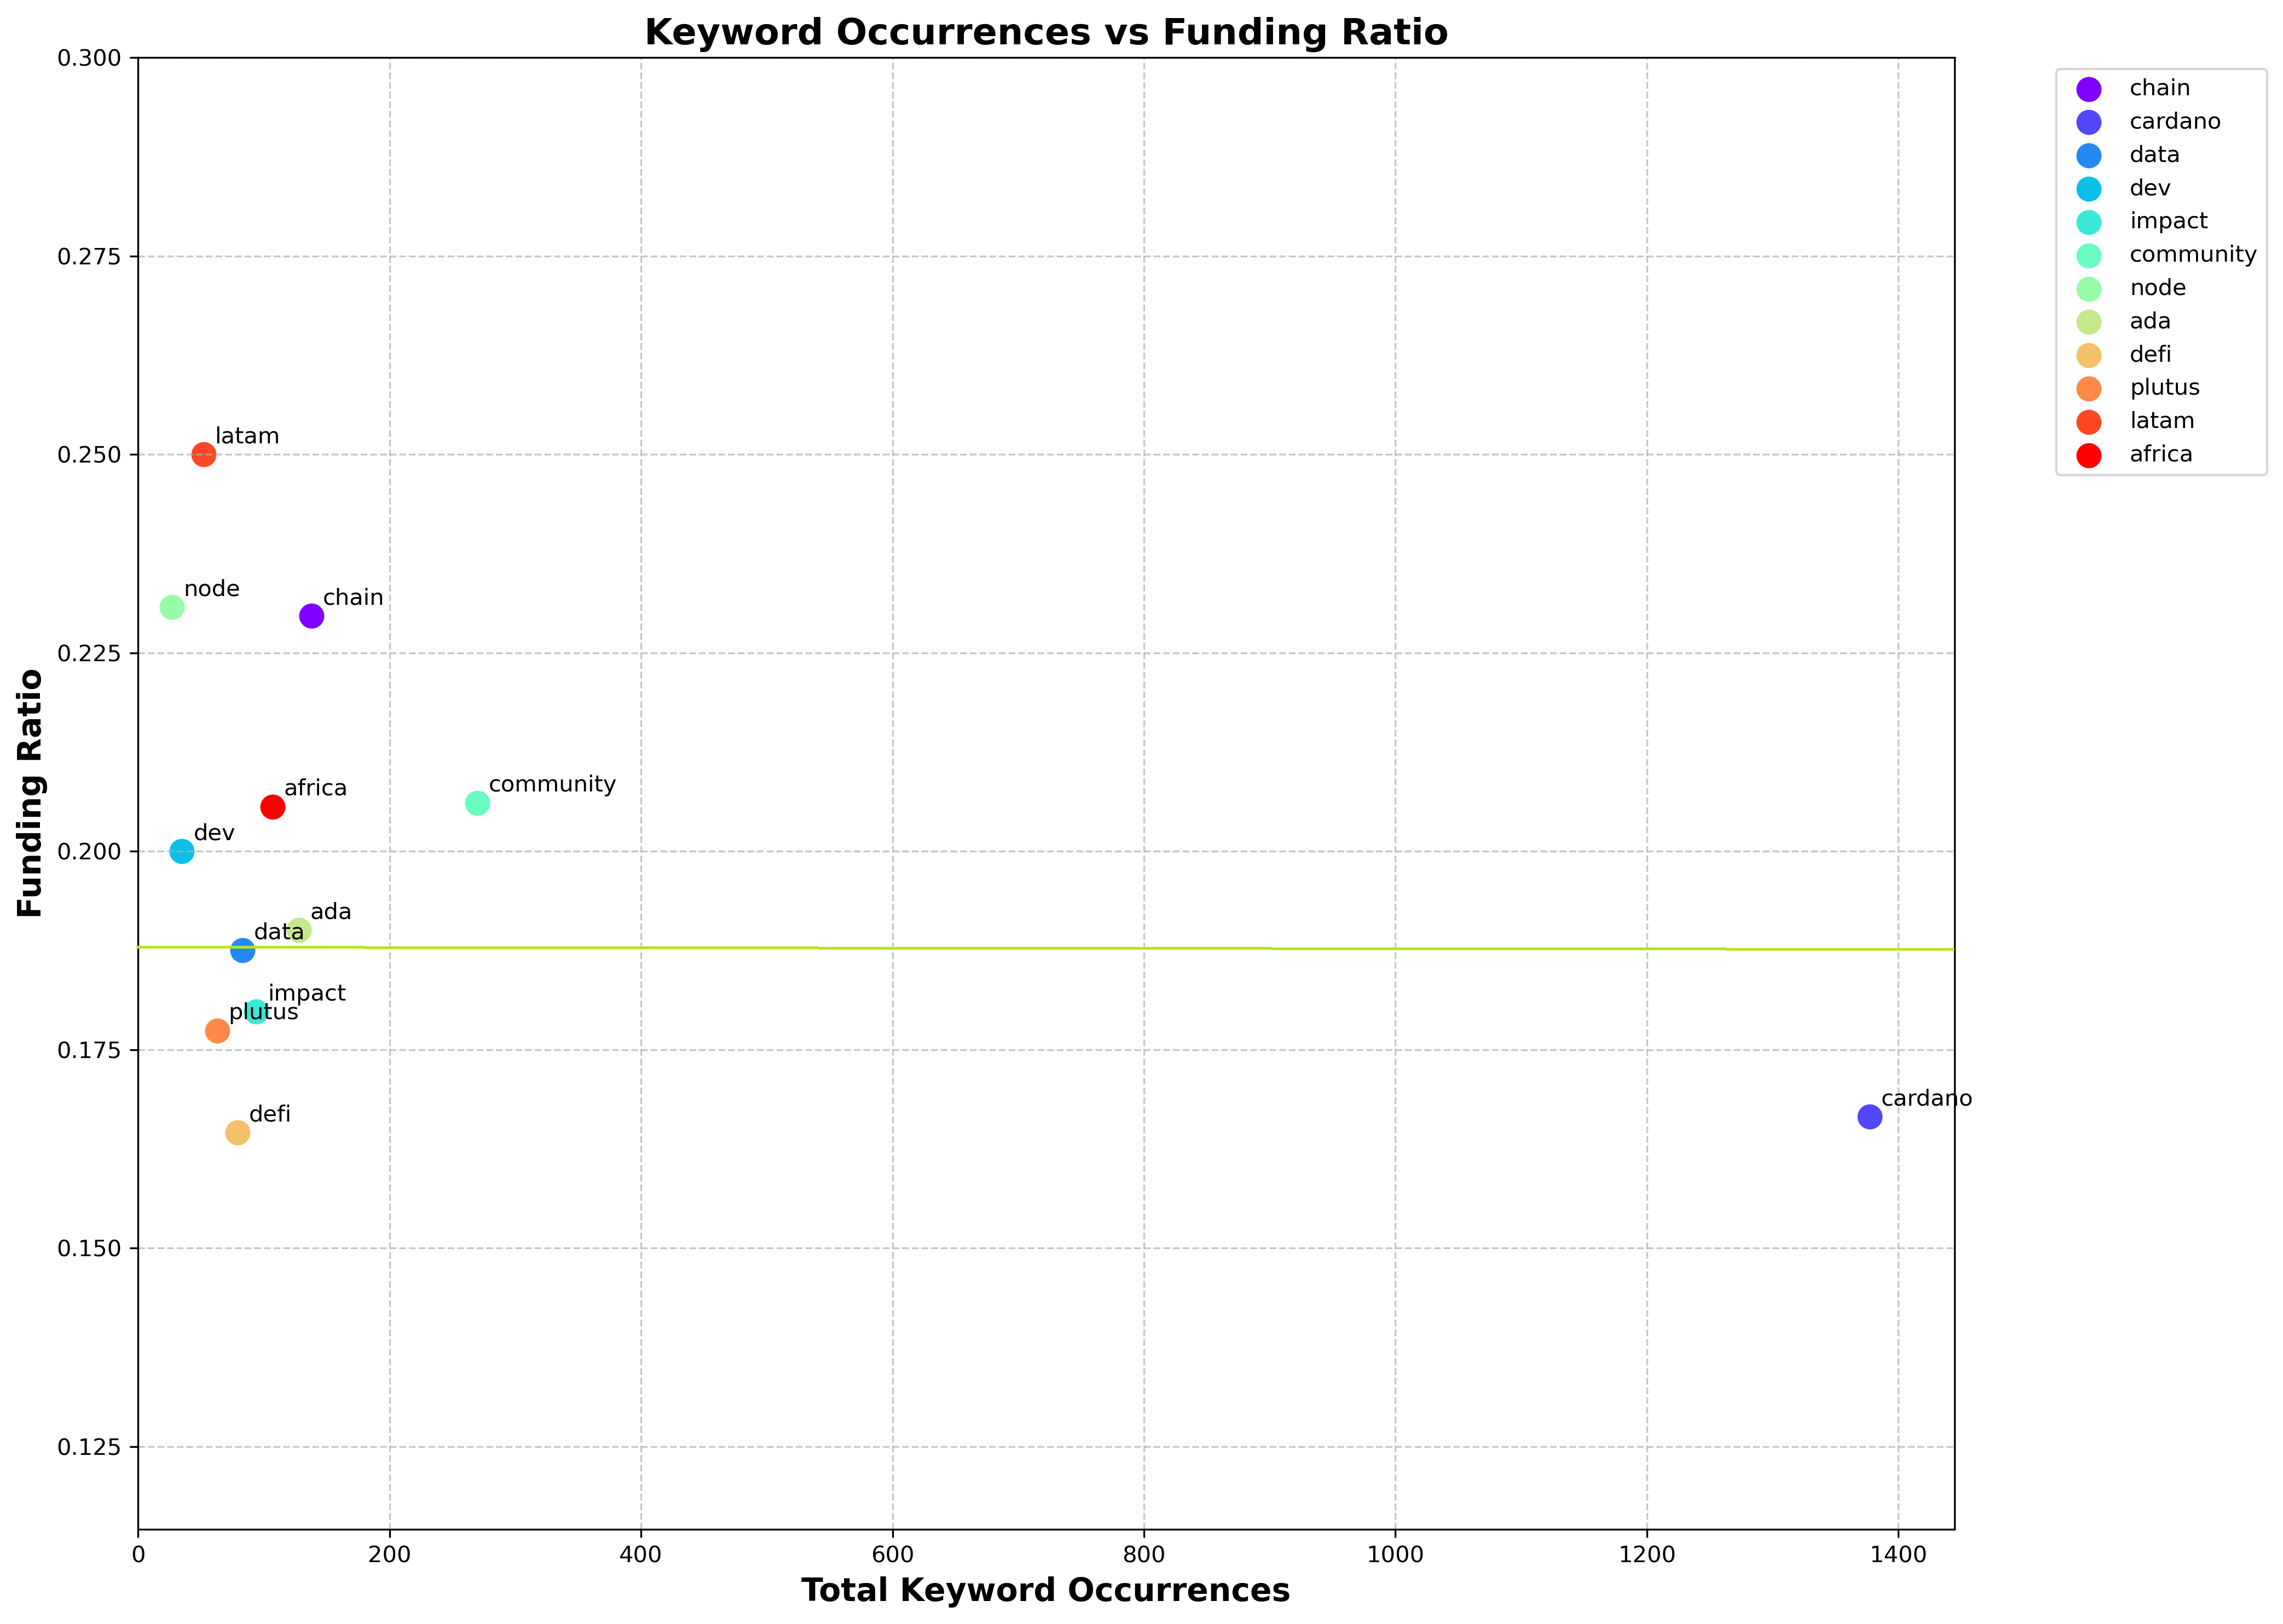 Keyword Occurrences vs Funding Ratio
0.300
0.275
0.250
0.225
0.200
0.175
0.150
0.125
Funding Ratio
latam
node
chain
africa
community
dev
ada
data
impact
plutus
defi
cardano
0
200
400
600
800
1000
1200
1400
Total Keyword Occurrences
chain
cardano
data
dev
impact
community
node
ada
defi
plutus
latam
africa